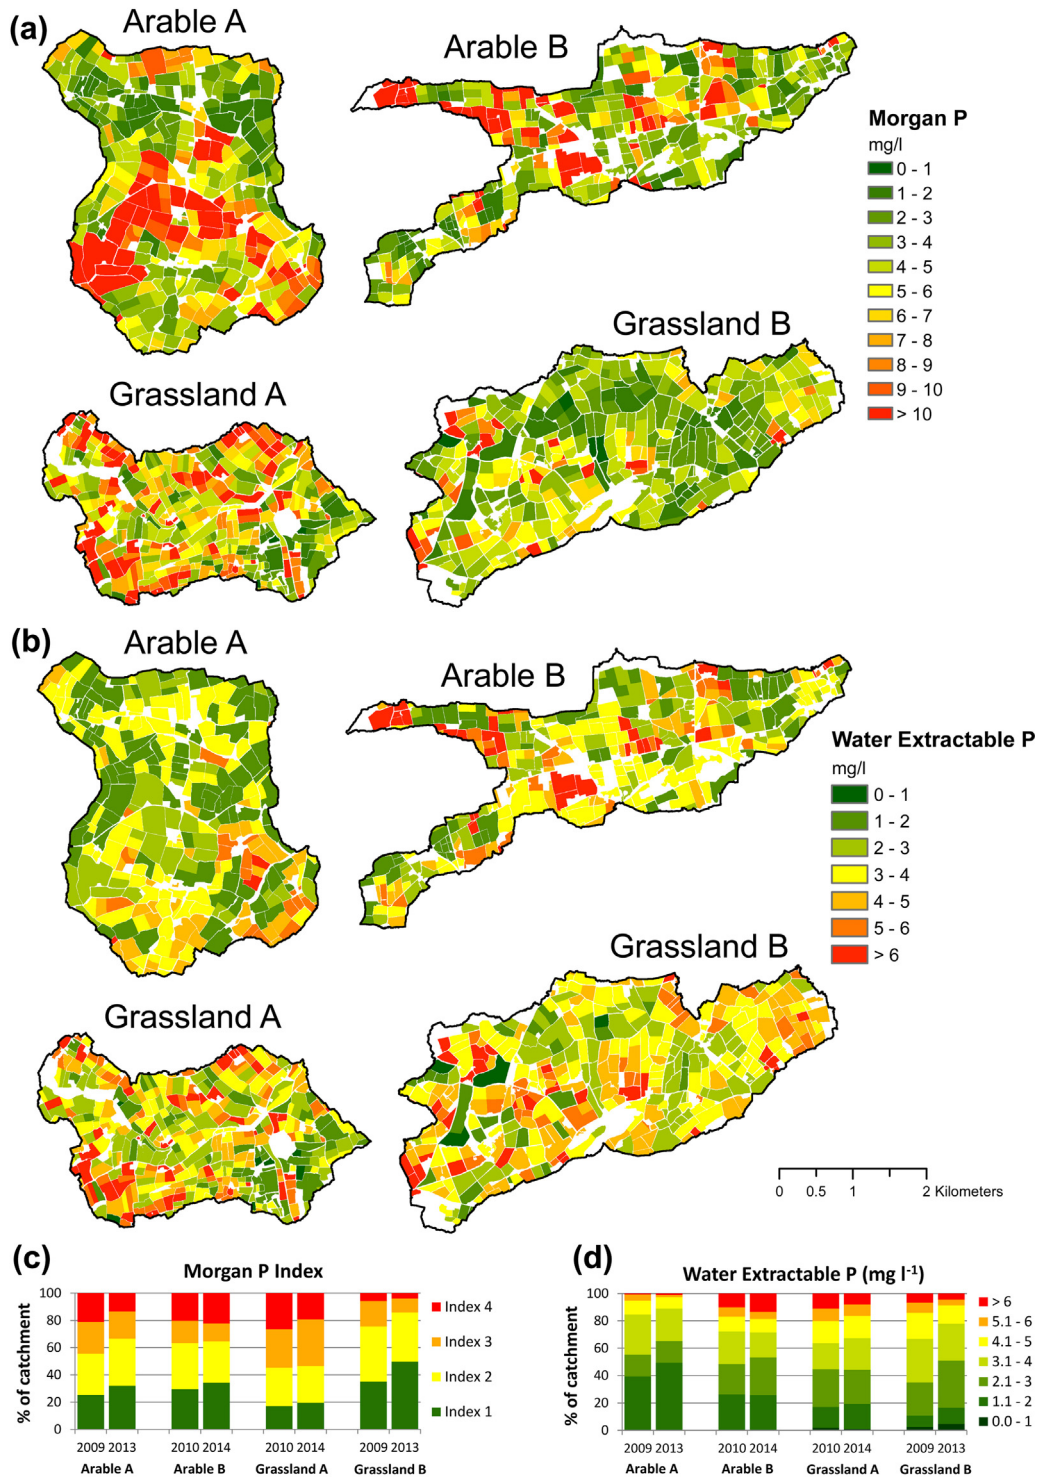 (a)
Arable A
Arable B
Morgan P
mg/l
0 - 1
1 - 2
2 - 3
3 - 4
4 - 5
5 - 6
6 - 7
7 - 8
8 - 9
9 - 10
> 10
Grassland A
Grassland B
(b)
Arable A
Arable B
Water Extractable P
mg/l
0 - 1
1 - 2
2 - 3
3 - 4
4 - 5
5 - 6
> 6
Grassland A
Grassland B
0 0.5 1 2 Kilometers
(c)
Morgan P Index
% of catchment
100
80
60
40
20
0
Index 4
Index 3
Index 2
Index 1
2009 2013 2010 2014 2010 2014 2009 2013
Arable A Arable B Grassland A Grassland B
(d)
Water Extractable P (mg l⁻¹)
% of catchment
100
80
60
40
20
0
> 6
5.1 - 6
4.1 - 5
3.1 - 4
2.1 - 3
1.1 - 2
0.0 - 1
2009 2013 2010 2014 2010 2014 2009 2013
Arable A Arable B Grassland A Grassland B